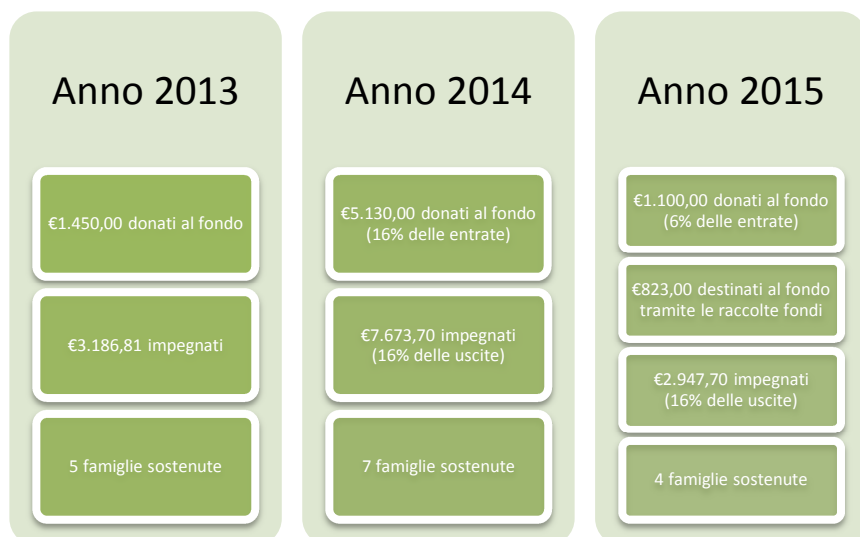 Anno 2013
€1.450,00 donati al fondo
€3.186,81 impegnati
5 famiglie sostenute
Anno 2014
€5.130,00 donati al fondo
(16% delle entrate)
€7.673,70 impegnati
(16% delle uscite)
7 famiglie sostenute
Anno 2015
€1.100,00 donati al fondo
(6% delle entrate)
€823,00 destinati al fondo
tramite le raccolte fondi
€2.947,70 impegnati
(16% delle uscite)
4 famiglie sostenute